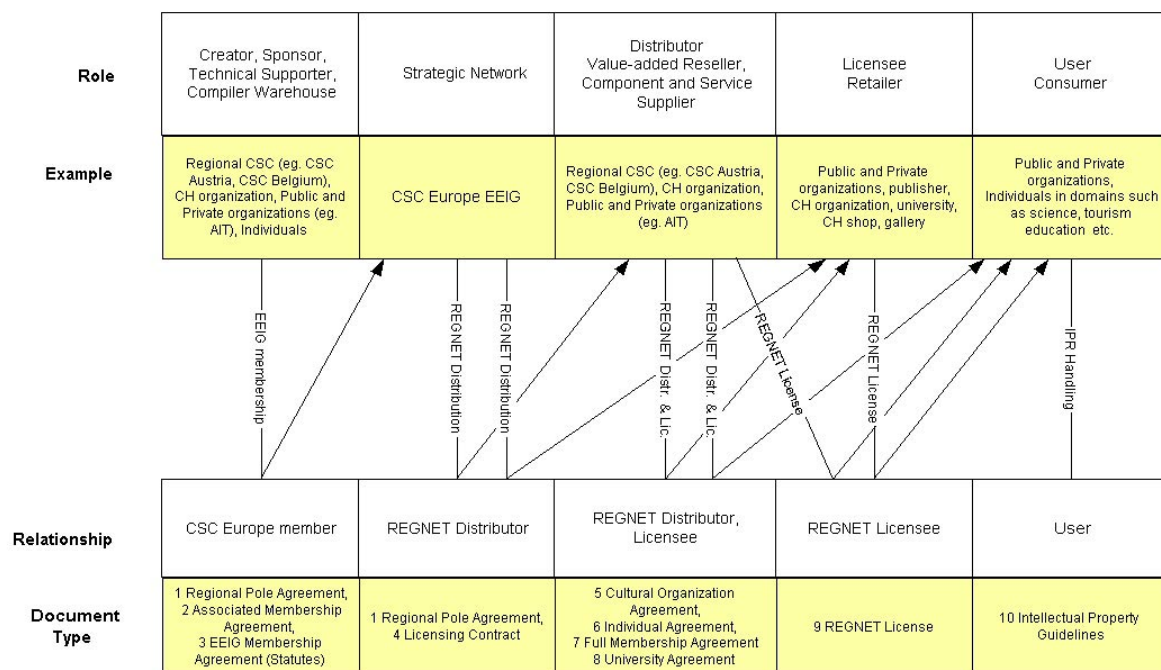 Role
Creator, Sponsor,
Technical Supporter,
Compiler Warehouse
Strategic Network
Distributor
Value-added Reseller,
Component and Service
Supplier
Licensee
Retailer
User
Consumer
Example
Regional CSC (eg. CSC
Austria, CSC Belgium),
CH organization, Public and
Private organizations (eg.
AIT), Individuals
CSC Europe EEIG
Regional CSC (eg. CSC Austria,
CSC Belgium), CH organization,
Public and Private organizations
(eg. AIT)
Public and Private
organizations, publisher,
CH organization, university,
CH shop, gallery
Public and Private
organizations,
Individuals in domains such
as science, tourism
education etc.
EEIG membership
REGNET Distribution
REGNET Distribution
REGNET Distr. & Lic.
REGNET Distr. & Lic.
REGNET License
REGNET License
IPR Handling
Relationship
CSC Europe member
REGNET Distributor
REGNET Distributor,
Licensee
REGNET Licensee
User
Document
Type
1 Regional Pole Agreement,
2 Associated Membership
Agreement,
3 EEIG Membership
Agreement (Statutes)
1 Regional Pole Agreement,
4 Licensing Contract
5 Cultural Organization
Agreement,
6 Individual Agreement,
7 Full Membership Agreement
8 University Agreement
9 REGNET License
10 Intellectual Property
Guidelines